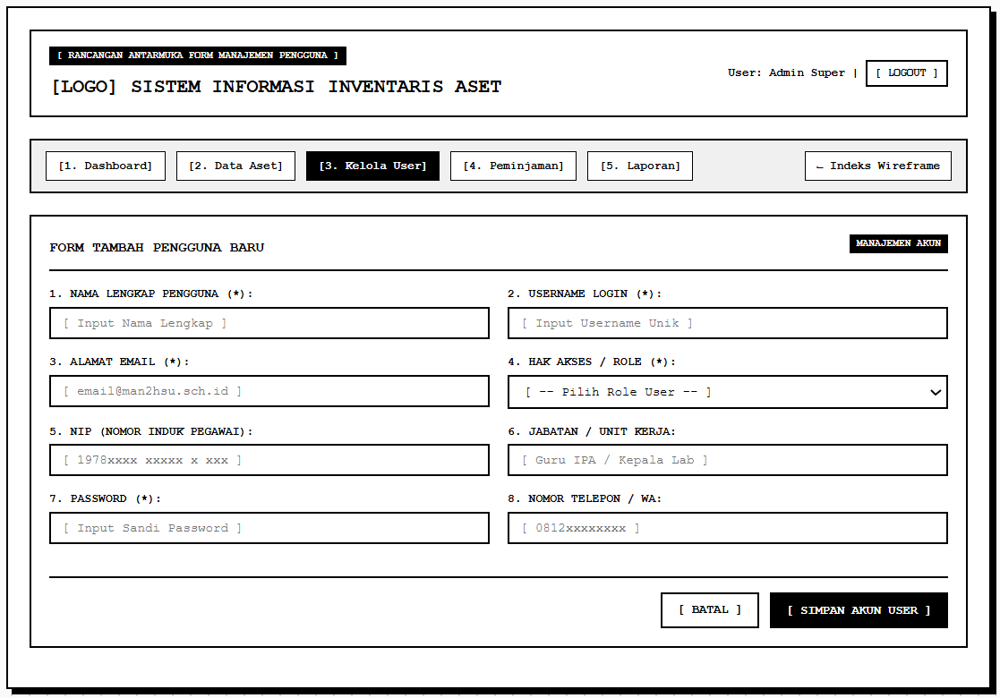 [ RANCANGAN ANTARMUKA FORM MANAJEMEN PENGGUNA ]
[LOGO] SISTEM INFORMASI INVENTARIS ASET
User: Admin Super | [ LOGOUT ]
[1. Dashboard] [2. Data Aset] [3. Kelola User] [4. Peminjaman] [5. Laporan] ← Indeks Wireframe
FORM TAMBAH PENGGUNA BARU
MANAJEMEN AKUN
1. NAMA LENGKAP PENGGUNA (*): 2. USERNAME LOGIN (*):
[ Input Nama Lengkap ] [ Input Username Unik ]
3. ALAMAT EMAIL (*): 4. HAK AKSES / ROLE (*):
[ email@man2hsu.sch.id ] [ -- Pilih Role User -- ]
5. NIP (NOMOR INDUK PEGAWAI): 6. JABATAN / UNIT KERJA:
[ 1978xxxx xxxxx x xxx ] [ Guru IPA / Kepala Lab ]
7. PASSWORD (*): 8. NOMOR TELEPON / WA:
[ Input Sandi Password ] [ 0812xxxxxxxx ]
[ BATAL ] [ SIMPAN AKUN USER ]